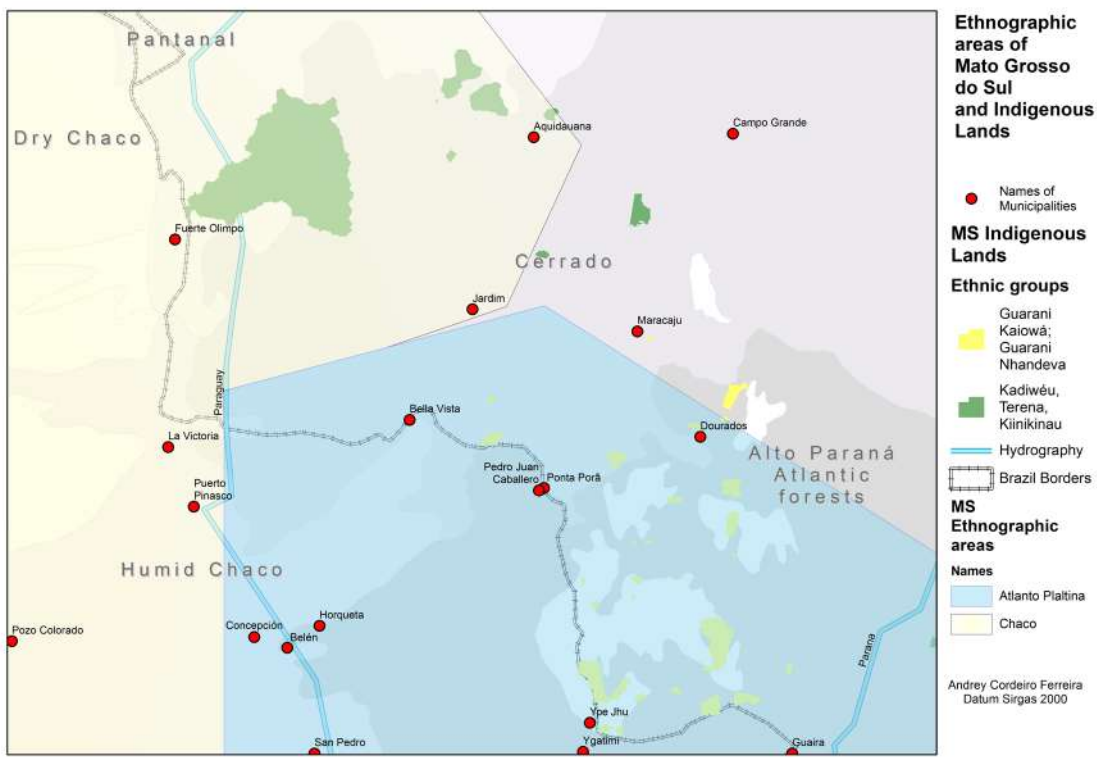 Pantanal
Dry Chaco
Aquidauana
Campo Grande
Fuerte Olimpo
Cerrado
Jardim
Maracaju
Paraguay
Bella Vista
La Victoria
Dourados
Alto Paraná
Atlantic
forests
Pedro Juan
Caballero
Ponta Porã
Puerto
Pinasco
Humid Chaco
Horqueta
Concepción
Belén
Pozo Colorado
Parana
Ype Jhu
San Pedro
Ygatimi
Guaira
Ethnographic
areas of
Mato Grosso
do Sul
and Indigenous
Lands
Names of
Municipalities
MS Indigenous
Lands
Ethnic groups
Guarani
Kaiowá;
Guarani
Nhandeva
Kadiwéu,
Terena,
Kiinikinau
Hydrography
Brazil Borders
MS
Ethnographic
areas
Names
Atlanto Plaltina
Chaco
Andrey Cordeiro Ferreira
Datum Sirgas 2000